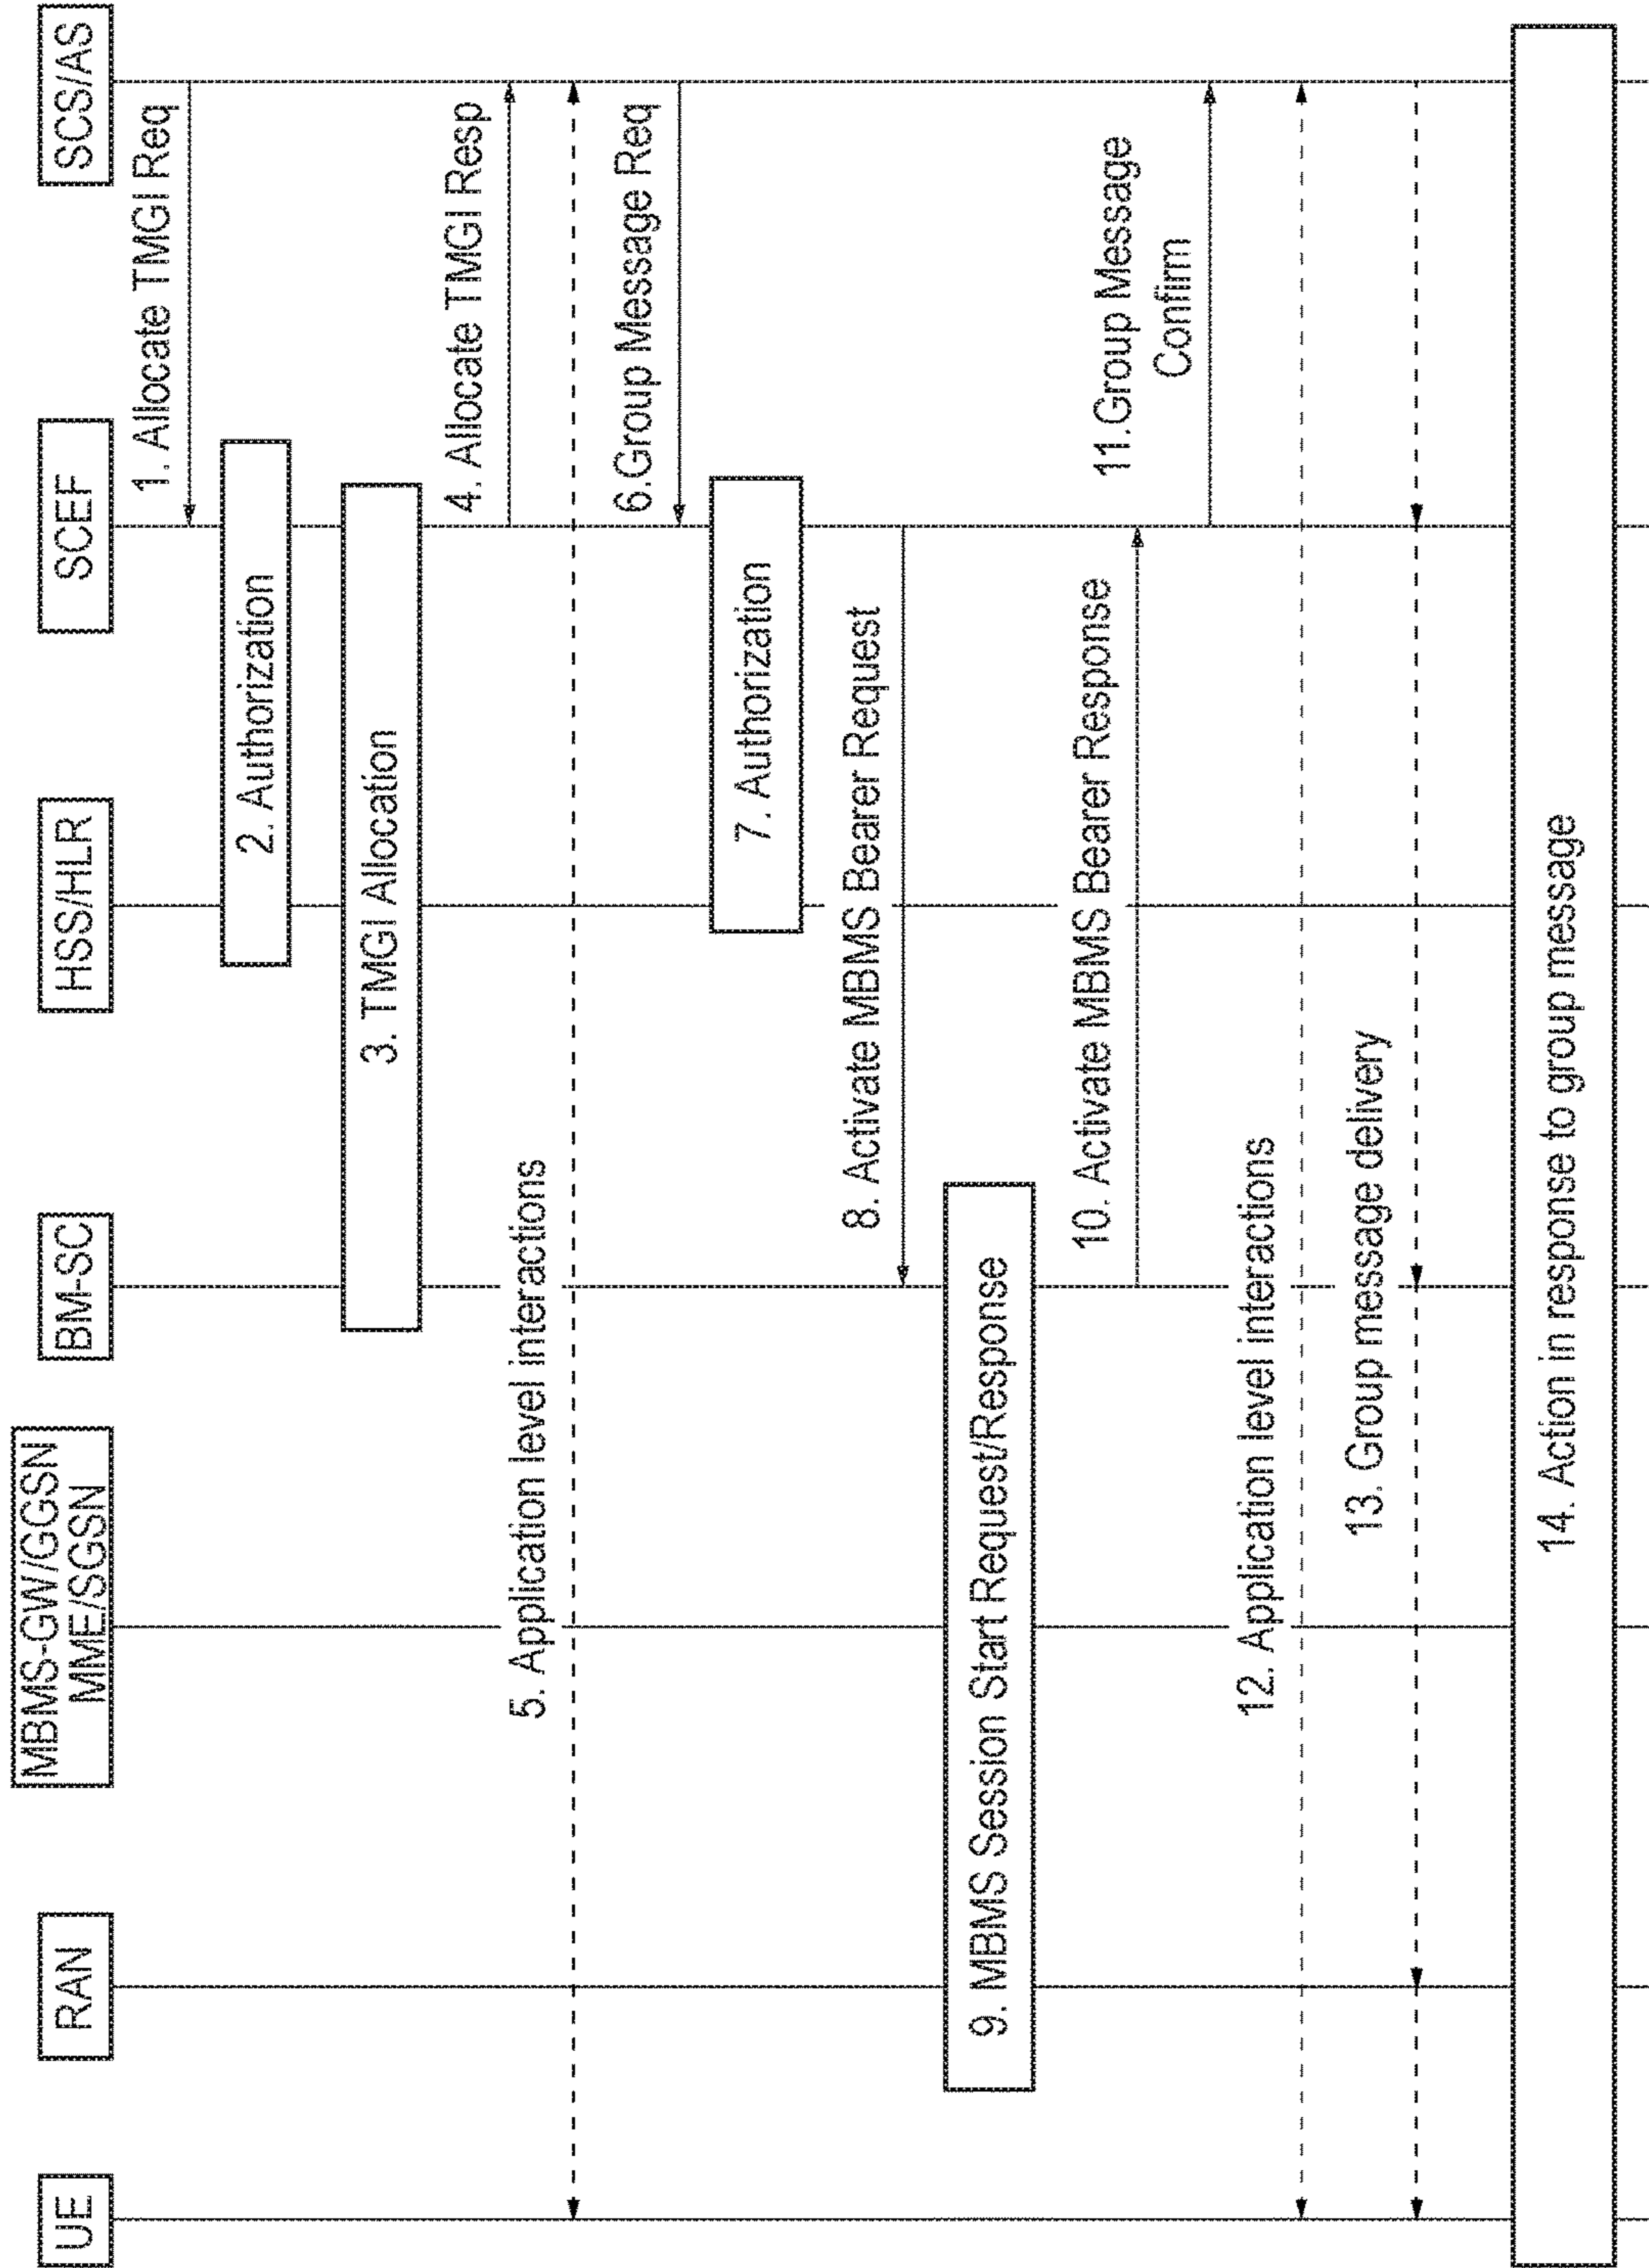 UE
RAN
MBMS-GW/GGSN
MME/SGSN
BM-SC
HSS/HLR
SCEF
SCS/AS
1. Allocate TMGI Req
2. Authorization
3. TMGI Allocation
4. Allocate TMGI Resp
5. Application level interactions
6.Group Message Req
7. Authorization
8. Activate MBMS Bearer Request
9. MBMS Session Start Request/Response
10. Activate MBMS Bearer Response
11.Group Message
Confirm
12. Application level interactions
13. Group message delivery
14. Action in response to group message